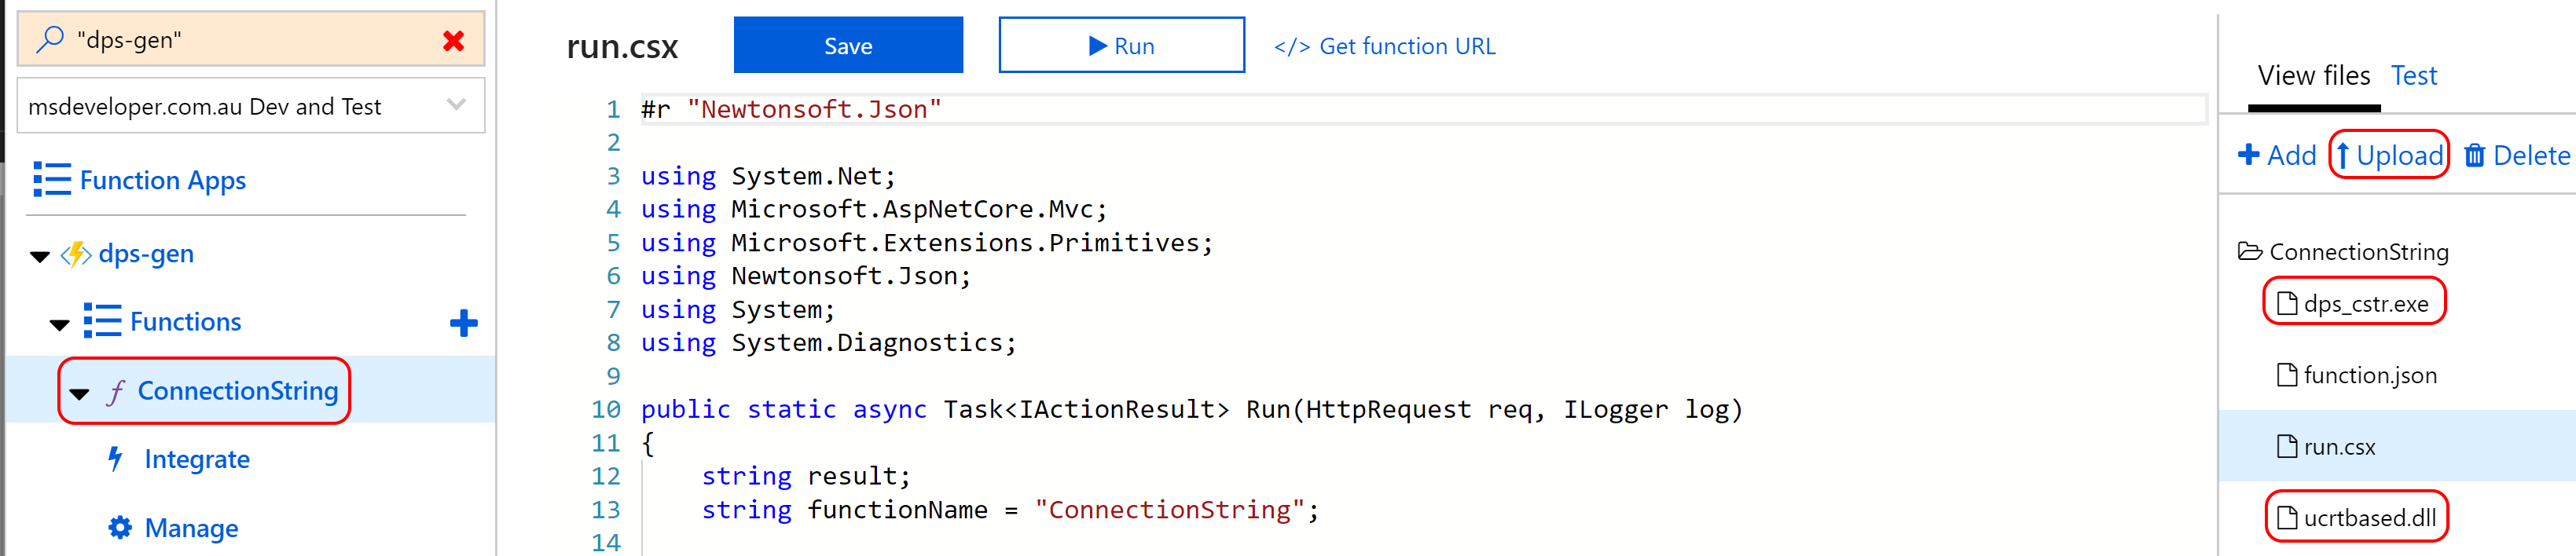 "dps-gen"
msdeveloper.com.au Dev and Test
Function Apps
dps-gen
Functions
ConnectionString
Integrate
Manage
run.csx
Save
Run
</> Get function URL
1 #r "Newtonsoft.Json"
2
3 using System.Net;
4 using Microsoft.AspNetCore.Mvc;
5 using Microsoft.Extensions.Primitives;
6 using Newtonsoft.Json;
7 using System;
8 using System.Diagnostics;
9
10 public static async Task<IActionResult> Run(HttpRequest req, ILogger log)
11 {
12     string result;
13     string functionName = "ConnectionString";
14
View files Test
Add Upload Delete
ConnectionString
dps_cstr.exe
function.json
run.csx
ucrtbased.dll